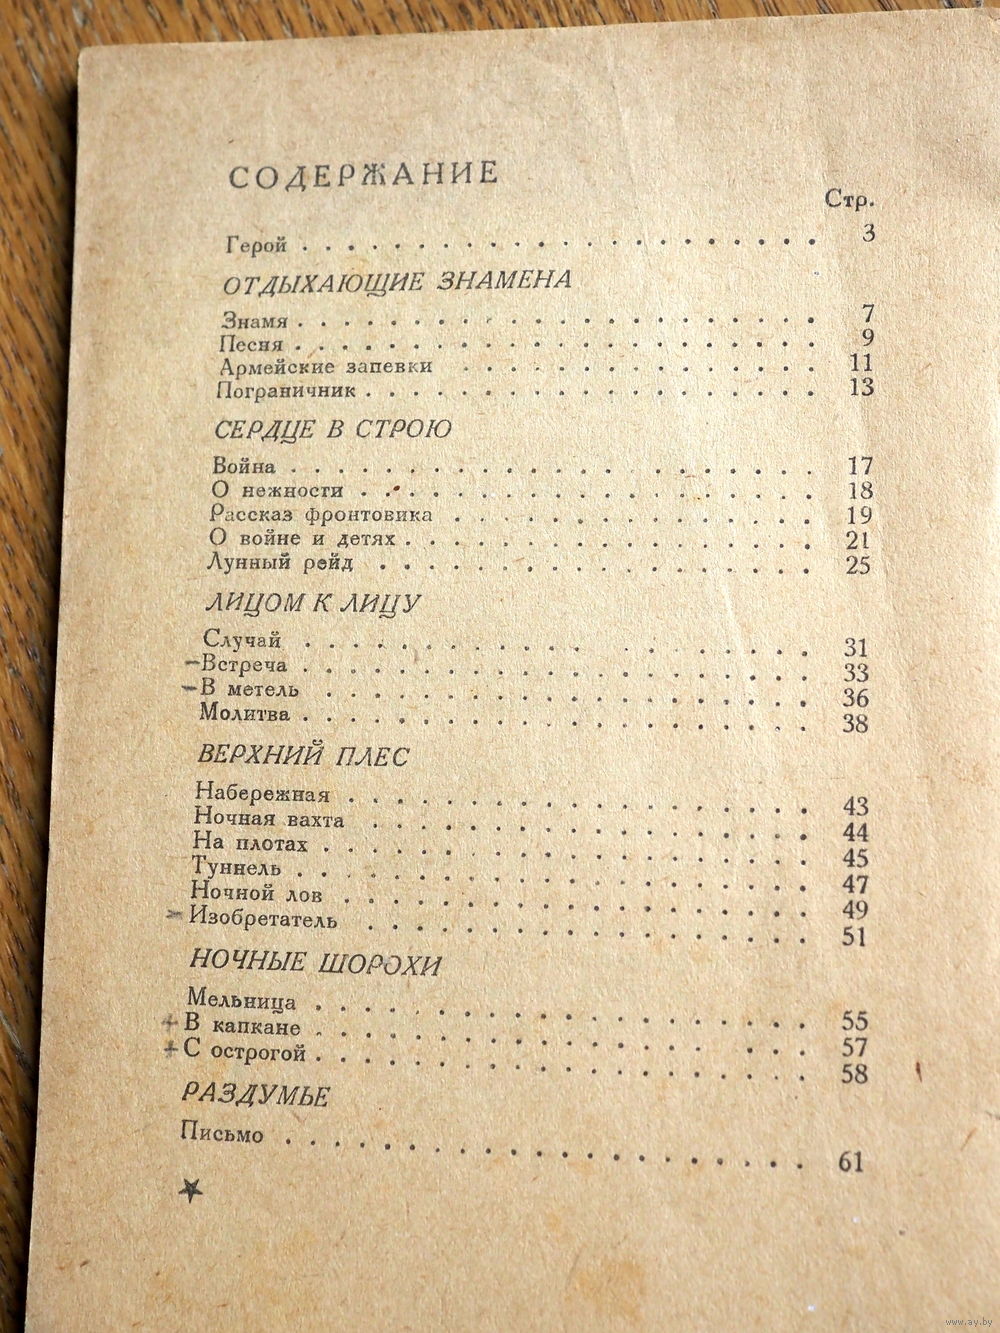 СОДЕРЖАНИЕ
Стр.
Герой . . . . . . . . . . . . . . . . . . . . . . 3
ОТДЫХАЮЩИЕ ЗНАМЕНА
Знамя . . . . . . . . . . . . . . . . . . . . . . 7
Песня . . . . . . . . . . . . . . . . . . . . . . 9
Армейские запевки . . . . . . . . . . . . . . . 11
Пограничник . . . . . . . . . . . . . . . . . . . 13
СЕРДЦЕ В СТРОЮ
Война . . . . . . . . . . . . . . . . . . . . . . 17
О нежности . . . . . . . . . . . . . . . . . . . 18
Рассказ фронтовика . . . . . . . . . . . . . . . 19
О войне и детях . . . . . . . . . . . . . . . . . 21
Лунный рейд . . . . . . . . . . . . . . . . . . 25
ЛИЦОМ К ЛИЦУ
Случай . . . . . . . . . . . . . . . . . . . . . 31
-Встреча . . . . . . . . . . . . . . . . . . . . . 33
-В метель . . . . . . . . . . . . . . . . . . . . 36
Молитва . . . . . . . . . . . . . . . . . . . . . 38
ВЕРХНИЙ ПЛЕС
Набережная . . . . . . . . . . . . . . . . . . . 43
Ночная вахта . . . . . . . . . . . . . . . . . . 44
На плотах . . . . . . . . . . . . . . . . . . . . 45
Туннель . . . . . . . . . . . . . . . . . . . . . 47
Ночной лов . . . . . . . . . . . . . . . . . . . 49
-Изобретатель . . . . . . . . . . . . . . . . . . 51
НОЧНЫЕ ШОРОХИ
Мельница . . . . . . . . . . . . . . . . . . . . 55
+В капкане . . . . . . . . . . . . . . . . . . . 57
+С острогой . . . . . . . . . . . . . . . . . . . 58
РАЗДУМЬЕ
Письмо . . . . . . . . . . . . . . . . . . . . . 61
www.ay.by